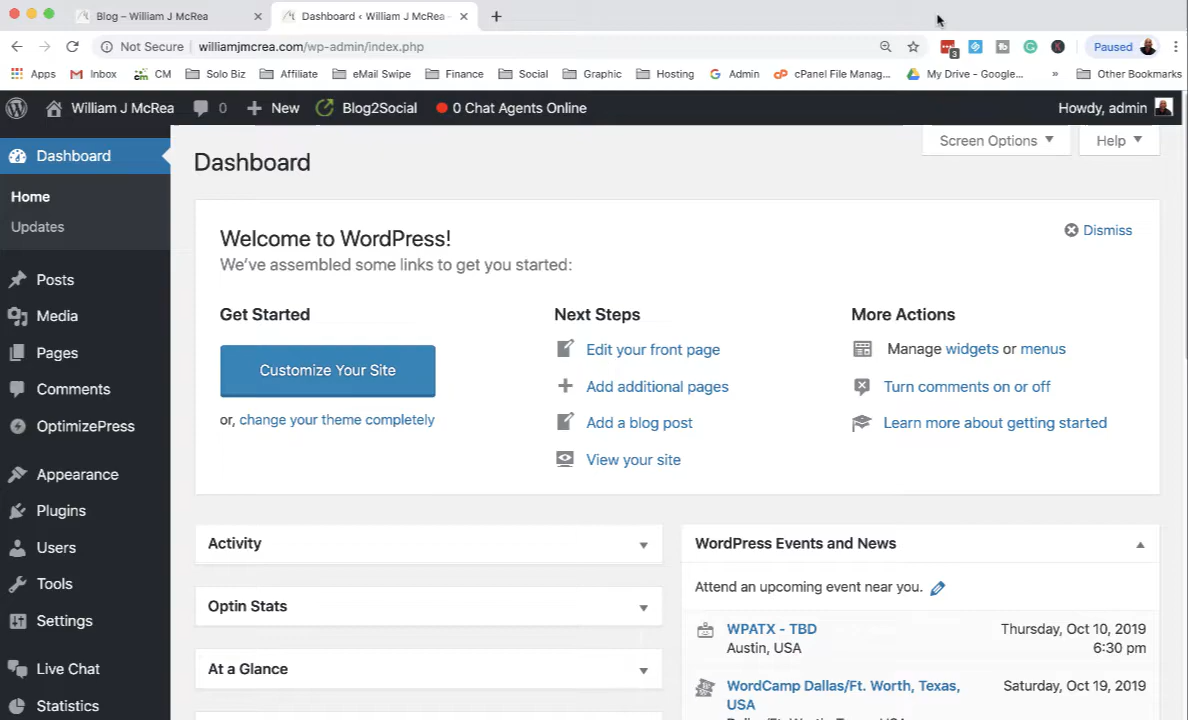 Blog – William J McRea
Dashboard ‹ William J McRea -
Not Secure williamjmcrea.com/wp-admin/index.php
3
Paused
Apps Inbox CM Solo Biz Affiliate eMail Swipe Finance Social Graphic Hosting Admin cPanel File Manag... My Drive - Google... » Other Bookmarks
William J McRea 0 New Blog2Social 0 Chat Agents Online Howdy, admin
Dashboard
Home
Updates
Posts
Media
Pages
Comments
OptimizePress
Appearance
Plugins
Users
Tools
Settings
Live Chat
Statistics
Screen Options Help
Dashboard
Welcome to WordPress!
Dismiss
We've assembled some links to get you started:
Get Started
Customize Your Site
or, change your theme completely
Next Steps
Edit your front page
Add additional pages
Add a blog post
View your site
More Actions
Manage widgets or menus
Turn comments on or off
Learn more about getting started
Activity
Optin Stats
At a Glance
WordPress Events and News
Attend an upcoming event near you.
WPATX - TBD Thursday, Oct 10, 2019
Austin, USA 6:30 pm
WordCamp Dallas/Ft. Worth, Texas, Saturday, Oct 19, 2019
USA